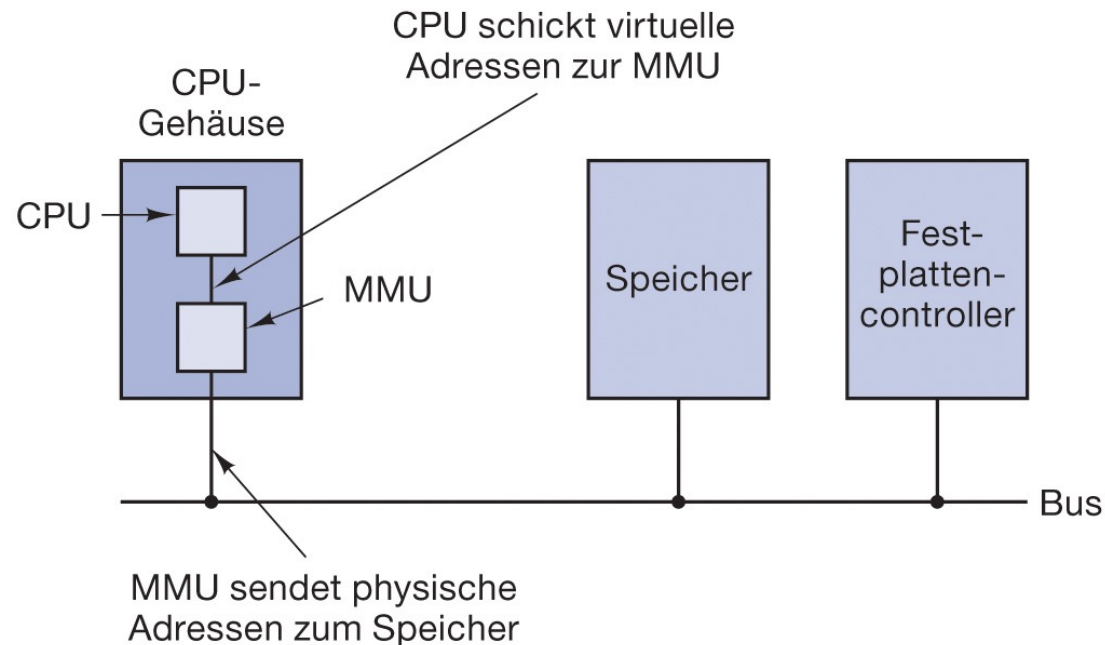 CPU schickt virtuelle
Adressen zur MMU
CPU-
Gehäuse
CPU
MMU
Speicher
Fest-
platten-
controller
Bus
MMU sendet physische
Adressen zum Speicher